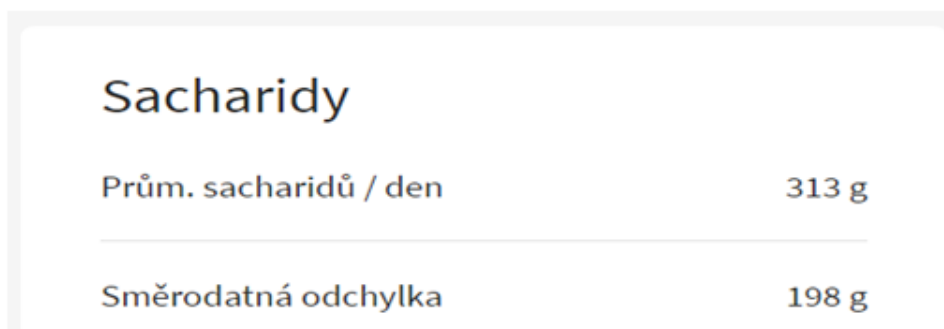 Sacharidy
Prům. sacharidů / den 313 g
Směrodatná odchylka 198 g